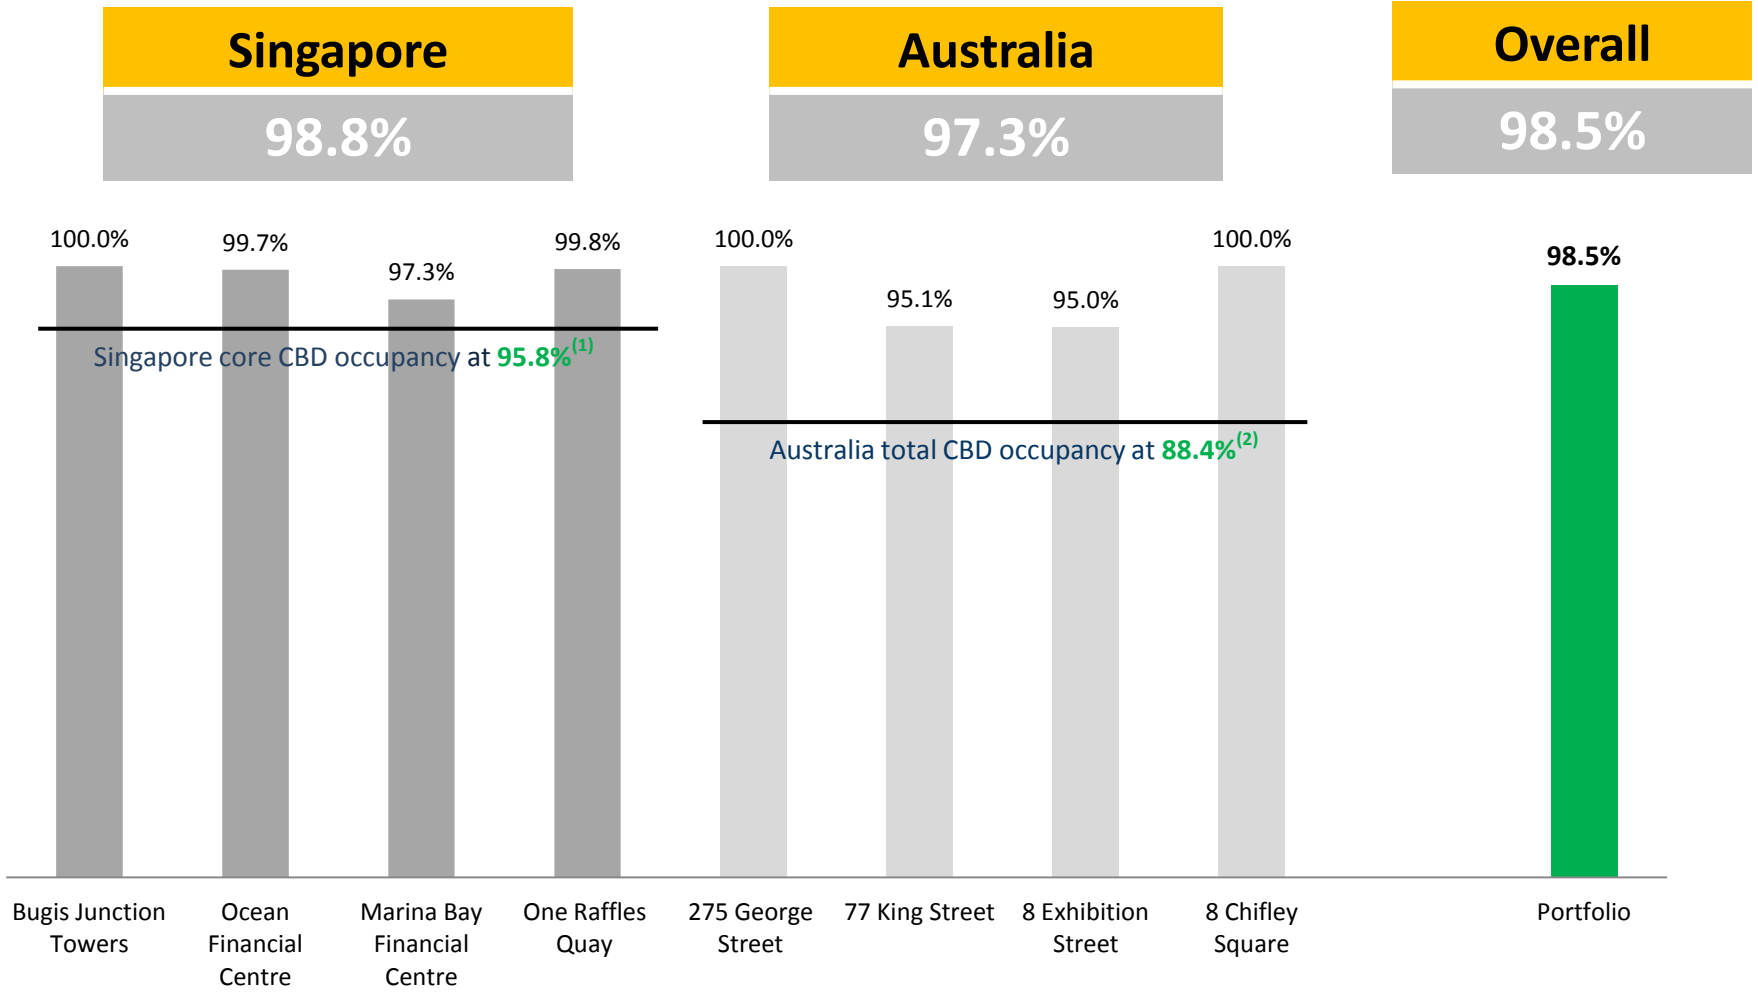 Singapore
98.8%
Australia
97.3%
Overall
98.5%
100.0%
99.7%
97.3%
99.8%
100.0%
95.1%
95.0%
100.0%
98.5%
Singapore core CBD occupancy at 95.8%(1)
Australia total CBD occupancy at 88.4%(2)
Bugis Junction
Towers
Ocean
Financial
Centre
Marina Bay
Financial
Centre
One Raffles
Quay
275 George
Street
77 King Street
8 Exhibition
Street
8 Chifley
Square
Portfolio